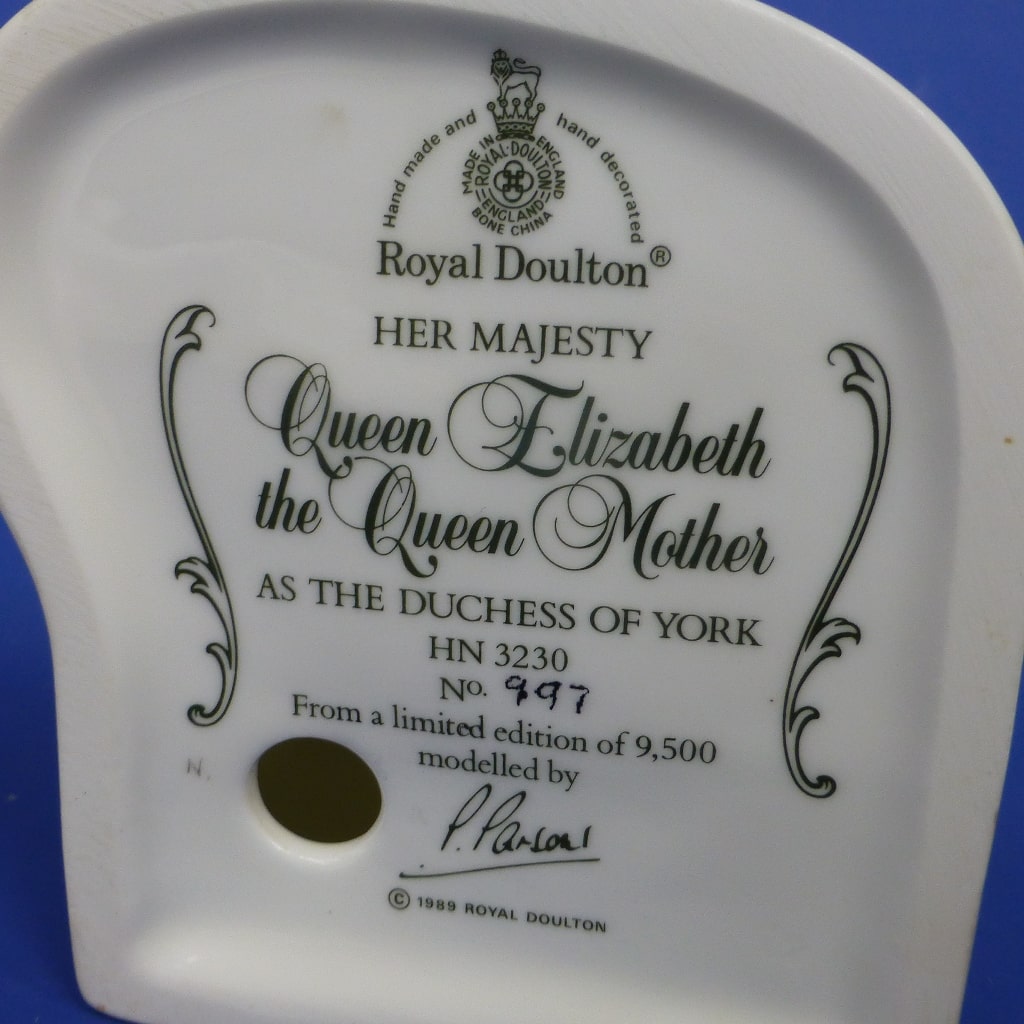 Hand made and hand decorated
MADE IN ENGLAND
ROYAL·DOULTON
ENGLAND
BONE CHINA
Royal Doulton®
HER MAJESTY
Queen Elizabeth
the Queen Mother
AS THE DUCHESS OF YORK
HN 3230
No. 997
From a limited edition of 9,500
modelled by
P. Parsons
© 1989 ROYAL DOULTON
N.